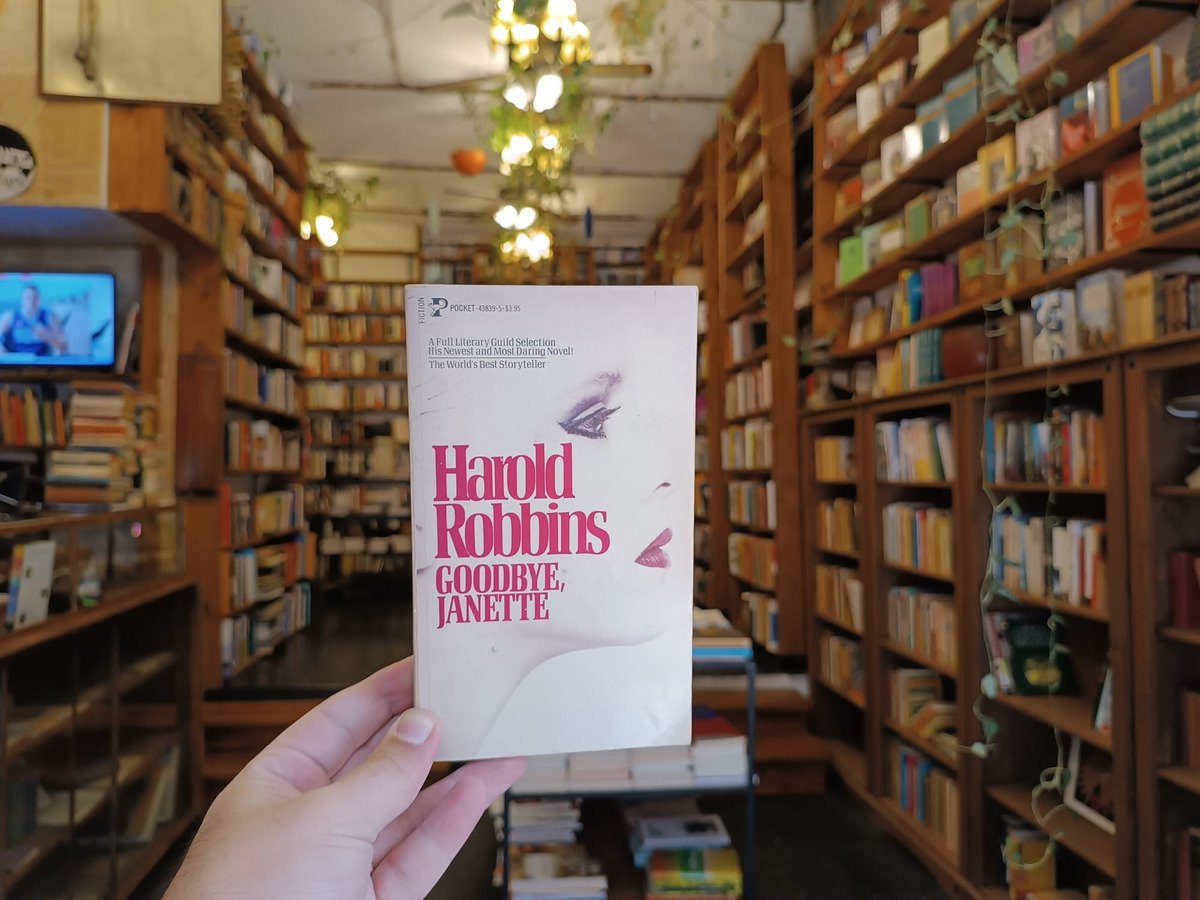 FICTION
POCKET·43839-5·$3.95
A Full Literary Guild Selection
His Newest and Most Daring Novel!
The World's Best Storyteller
Harold
Robbins
GOODBYE,
JANETTE